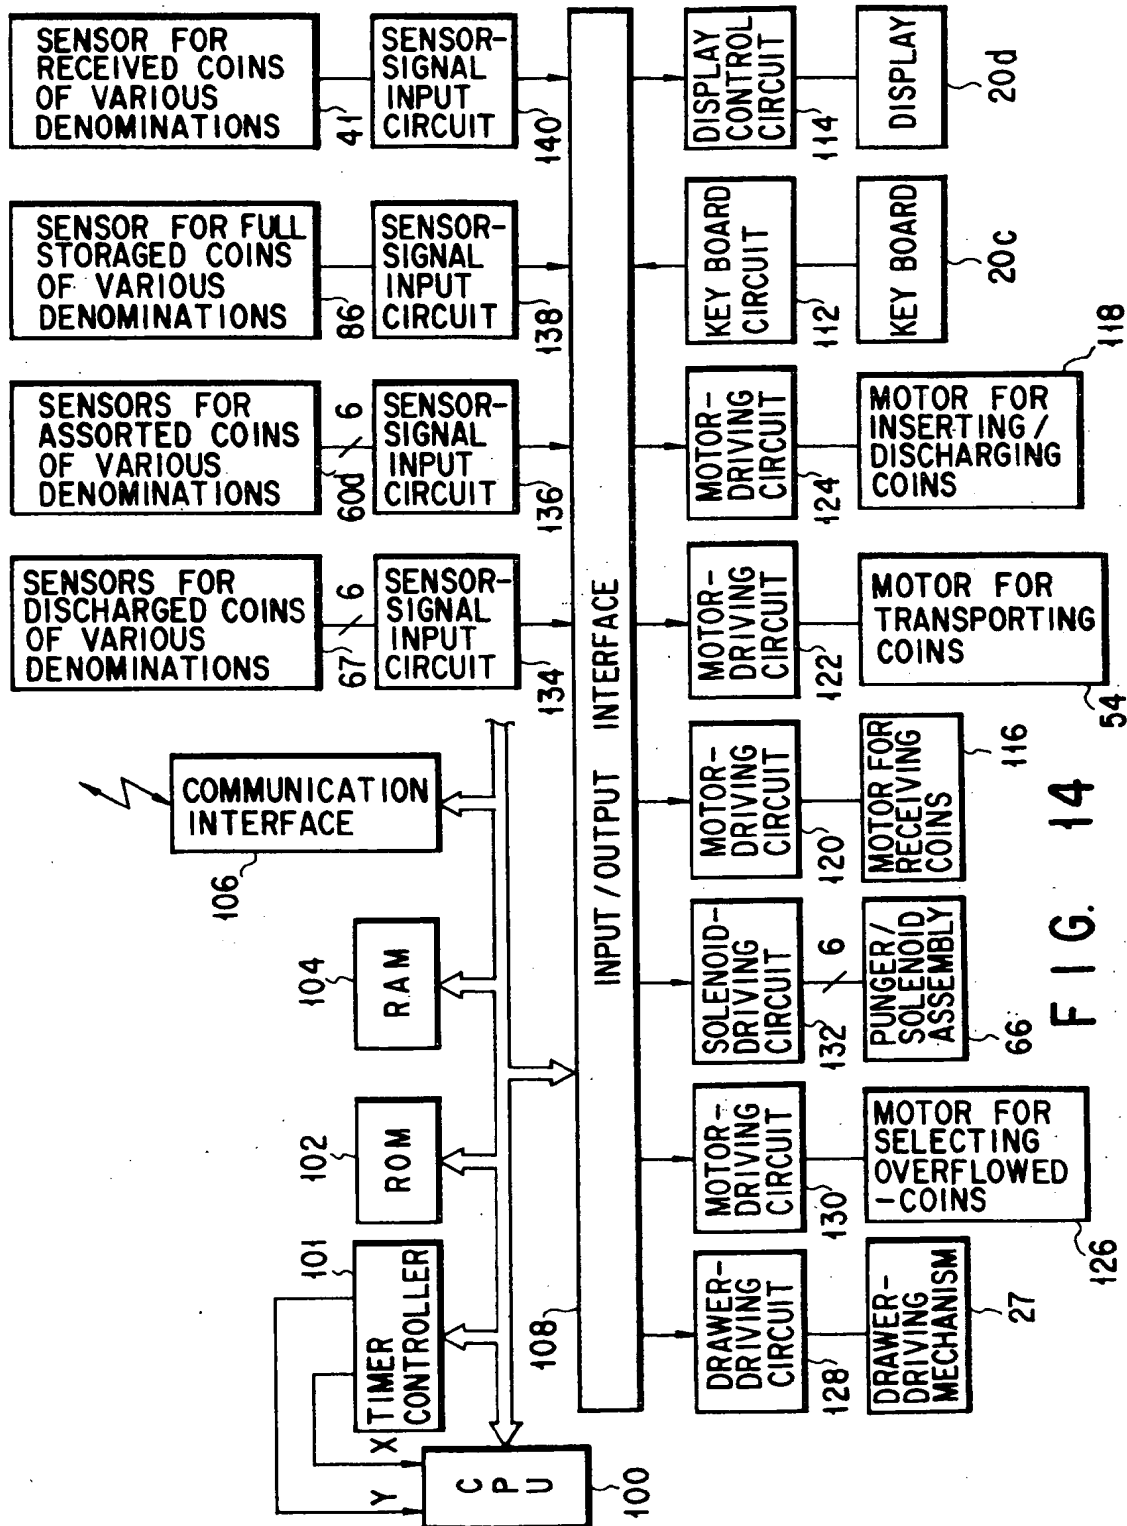 SENSOR FOR
RECEIVED COINS
OF VARIOUS
DENOMINATIONS
41
SENSOR-
SIGNAL
INPUT
CIRCUIT
140
SENSOR FOR FULL
STORAGED COINS
OF VARIOUS
DENOMINATIONS
86
SENSOR-
SIGNAL
INPUT
CIRCUIT
138
SENSORS FOR
ASSORTED COINS
OF VARIOUS
DENOMINATIONS
60d
6
SENSOR-
SIGNAL
INPUT
CIRCUIT
136
SENSORS FOR
DISCHARGED COINS
OF VARIOUS
DENOMINATIONS
67
6
SENSOR-
SIGNAL
INPUT
CIRCUIT
134
COMMUNICATION
INTERFACE
106
RAM
104
ROM
102
TIMER
CONTROLLER
101
X
Y
CPU
100
INPUT/OUTPUT INTERFACE
108
DISPLAY
CONTROL
CIRCUIT
114
DISPLAY
20d
KEY BOARD
CIRCUIT
112
KEY BOARD
20c
MOTOR-
DRIVING
CIRCUIT
124
MOTOR FOR
INSERTING/
DISCHARGING
COINS
118
MOTOR-
DRIVING
CIRCUIT
122
MOTOR FOR
TRANSPORTING
COINS
54
MOTOR-
DRIVING
CIRCUIT
120
MOTOR FOR
RECEIVING
COINS
116
SOLENOID-
DRIVING
CIRCUIT
132
6
PUNGER/
SOLENOID
ASSEMBLY
66
MOTOR-
DRIVING
CIRCUIT
130
MOTOR FOR
SELECTING
OVERFLOWED
-COINS
126
DRAWER-
DRIVING
CIRCUIT
128
DRAWER-
DRIVING
MECHANISM
27
FIG. 14